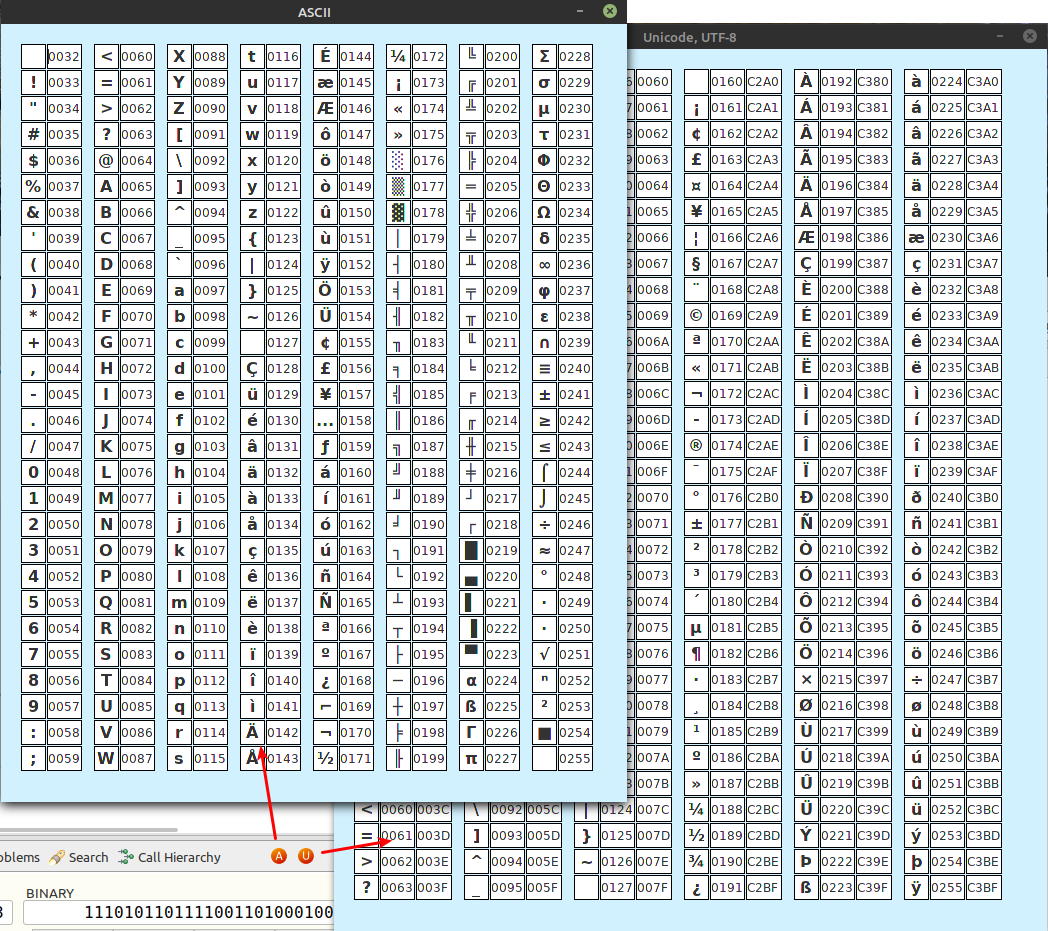 ASCII
0032 < 0060 X 0088 t 0116 É 0144 ¼ 0172 ╚ 0200 Σ 0228
! 0033 = 0061 Y 0089 u 0117 æ 0145 ¡ 0173 ╔ 0201 σ 0229
" 0034 > 0062 Z 0090 v 0118 Æ 0146 « 0174 ╩ 0202 µ 0230
# 0035 ? 0063 [ 0091 w 0119 ô 0147 » 0175 ╦ 0203 τ 0231
$ 0036 @ 0064 \ 0092 x 0120 ö 0148 ░ 0176 ╠ 0204 Φ 0232
% 0037 A 0065 ] 0093 y 0121 ò 0149 ▒ 0177 ═ 0205 Θ 0233
& 0038 B 0066 ^ 0094 z 0122 û 0150 ▓ 0178 ╬ 0206 Ω 0234
' 0039 C 0067 _ 0095 { 0123 ù 0151 │ 0179 ╧ 0207 δ 0235
( 0040 D 0068 ` 0096 | 0124 ÿ 0152 ┤ 0180 ╨ 0208 ∞ 0236
) 0041 E 0069 a 0097 } 0125 Ö 0153 ╡ 0181 ╤ 0209 φ 0237
* 0042 F 0070 b 0098 ~ 0126 Ü 0154 ╢ 0182 ╥ 0210 ε 0238
+ 0043 G 0071 c 0099 0127 ¢ 0155 ╖ 0183 ╙ 0211 ∩ 0239
, 0044 H 0072 d 0100 Ç 0128 £ 0156 ╕ 0184 ╘ 0212 ≡ 0240
- 0045 I 0073 e 0101 ü 0129 ¥ 0157 ╣ 0185 ╒ 0213 ± 0241
. 0046 J 0074 f 0102 é 0130 ... 0158 ║ 0186 ╓ 0214 ≥ 0242
/ 0047 K 0075 g 0103 â 0131 ƒ 0159 ╗ 0187 ╫ 0215 ≤ 0243
0 0048 L 0076 h 0104 ä 0132 á 0160 ╝ 0188 ╪ 0216 ⌠ 0244
1 0049 M 0077 i 0105 à 0133 í 0161 ╜ 0189 ┘ 0217 ⌡ 0245
2 0050 N 0078 j 0106 å 0134 ó 0162 ╛ 0190 ┌ 0218 ÷ 0246
3 0051 O 0079 k 0107 ç 0135 ú 0163 ┐ 0191 █ 0219 ≈ 0247
4 0052 P 0080 l 0108 ê 0136 ñ 0164 └ 0192 ▄ 0220 ° 0248
5 0053 Q 0081 m 0109 ë 0137 Ñ 0165 ┴ 0193 ▌ 0221 · 0249
6 0054 R 0082 n 0110 è 0138 ª 0166 ┬ 0194 ▐ 0222 · 0250
7 0055 S 0083 o 0111 ï 0139 º 0167 ├ 0195 ▀ 0223 √ 0251
8 0056 T 0084 p 0112 î 0140 ¿ 0168 ─ 0196 α 0224 ⁿ 0252
9 0057 U 0085 q 0113 ì 0141 ⌐ 0169 ┼ 0197 ß 0225 ² 0253
: 0058 V 0086 r 0114 Ä 0142 ¬ 0170 ╞ 0198 Γ 0226 ■ 0254
; 0059 W 0087 s 0115 Å 0143 ½ 0171 ╟ 0199 π 0227 0255
Unicode, UTF-8
0060 0160 C2A0 À 0192 C380 à 0224 C3A0
0061 ¡ 0161 C2A1 Á 0193 C381 á 0225 C3A1
0062 ¢ 0162 C2A2 Â 0194 C382 â 0226 C3A2
0063 £ 0163 C2A3 Ã 0195 C383 ã 0227 C3A3
0064 ¤ 0164 C2A4 Ä 0196 C384 ä 0228 C3A4
0065 ¥ 0165 C2A5 Å 0197 C385 å 0229 C3A5
0066 ¦ 0166 C2A6 Æ 0198 C386 æ 0230 C3A6
0067 § 0167 C2A7 Ç 0199 C387 ç 0231 C3A7
0068 ¨ 0168 C2A8 È 0200 C388 è 0232 C3A8
0069 © 0169 C2A9 É 0201 C389 é 0233 C3A9
006A ª 0170 C2AA Ê 0202 C38A ê 0234 C3AA
006B « 0171 C2AB Ë 0203 C38B ë 0235 C3AB
006C ¬ 0172 C2AC Ì 0204 C38C ì 0236 C3AC
006D - 0173 C2AD Í 0205 C38D í 0237 C3AD
006E ® 0174 C2AE Î 0206 C38E î 0238 C3AE
006F ¯ 0175 C2AF Ï 0207 C38F ï 0239 C3AF
0070 ° 0176 C2B0 Ð 0208 C390 ð 0240 C3B0
0071 ± 0177 C2B1 Ñ 0209 C391 ñ 0241 C3B1
0072 ² 0178 C2B2 Ò 0210 C392 ò 0242 C3B2
0073 ³ 0179 C2B3 Ó 0211 C393 ó 0243 C3B3
0074 ´ 0180 C2B4 Ô 0212 C394 ô 0244 C3B4
0075 µ 0181 C2B5 Õ 0213 C395 õ 0245 C3B5
0076 ¶ 0182 C2B6 Ö 0214 C396 ö 0246 C3B6
0077 · 0183 C2B7 × 0215 C397 ÷ 0247 C3B7
0078 ¸ 0184 C2B8 Ø 0216 C398 ø 0248 C3B8
0079 ¹ 0185 C2B9 Ù 0217 C399 ù 0249 C3B9
007A º 0186 C2BA Ú 0218 C39A ú 0250 C3BA
007B » 0187 C2BB Û 0219 C39B û 0251 C3BB
< 0060 003C \ 0092 005C | 0124 007C ¼ 0188 C2BC Ü 0220 C39C ü 0252 C3BC
= 0061 003D ] 0093 005D } 0125 007D ½ 0189 C2BD Ý 0221 C39D ý 0253 C3BD
> 0062 003E ^ 0094 005E ~ 0126 007E ¾ 0190 C2BE Þ 0222 C39E þ 0254 C3BE
? 0063 003F _ 0095 005F 0127 007F ¿ 0191 C2BF ß 0223 C39F ÿ 0255 C3BF
oblems Search Call Hierarchy A U
BINARY
1110101101111001101000100